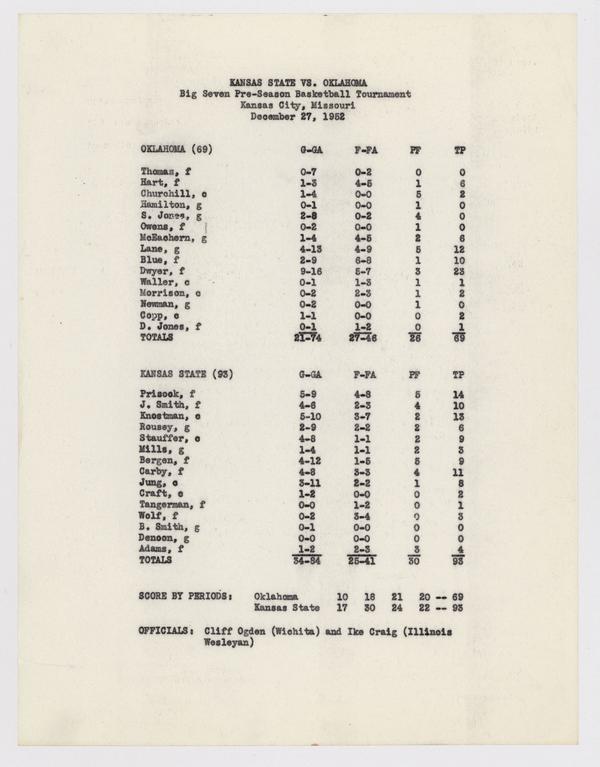 KANSAS STATE VS. OKLAHOMA
Big Seven Pre-Season Basketball Tournament
Kansas City, Missouri
December 27, 1952
OKLAHOMA (69) G-GA F-FA PF TP
Thomas, f 0-7 0-2 0 0
Hart, f 1-3 4-5 1 6
Churchill, c 1-4 0-0 5 2
Hamilton, g 0-1 0-0 1 0
S. Jones, g 2-8 0-2 4 0
Owens, f 0-2 0-0 1 0
McEachern, g 1-4 4-5 2 6
Lane, g 4-13 4-9 5 12
Blue, f 2-9 6-8 1 10
Dwyer, f 9-16 5-7 3 23
Waller, c 0-1 1-3 1 1
Morrison, c 0-2 2-3 1 2
Newman, g 0-2 0-0 1 0
Copp, c 1-1 0-0 0 2
D. Jones, f 0-1 1-2 0 1
TOTALS 21-74 27-46 26 69
KANSAS STATE (93) G-GA F-FA PF TP
Prisock, f 5-9 4-8 5 14
J. Smith, f 4-6 2-3 4 10
Knostman, c 5-10 3-7 2 13
Rousey, g 2-9 2-2 2 6
Stauffer, c 4-8 1-1 2 9
Mills, g 1-4 1-1 2 3
Bergen, f 4-12 1-5 5 9
Carby, f 4-8 3-3 4 11
Jung, c 3-11 2-2 1 8
Craft, c 1-2 0-0 0 2
Tangerman, f 0-0 1-2 0 1
Wolf, f 0-2 3-4 0 3
B. Smith, g 0-1 0-0 0 0
Denoon, g 0-0 0-0 0 0
Adams, f 1-2 2-3 3 4
TOTALS 34-84 25-41 30 93
SCORE BY PERIODS: Oklahoma 10 18 21 20 -- 69
Kansas State 17 30 24 22 -- 93
OFFICIALS: Cliff Ogden (Wichita) and Ike Craig (Illinois
Wesleyan)